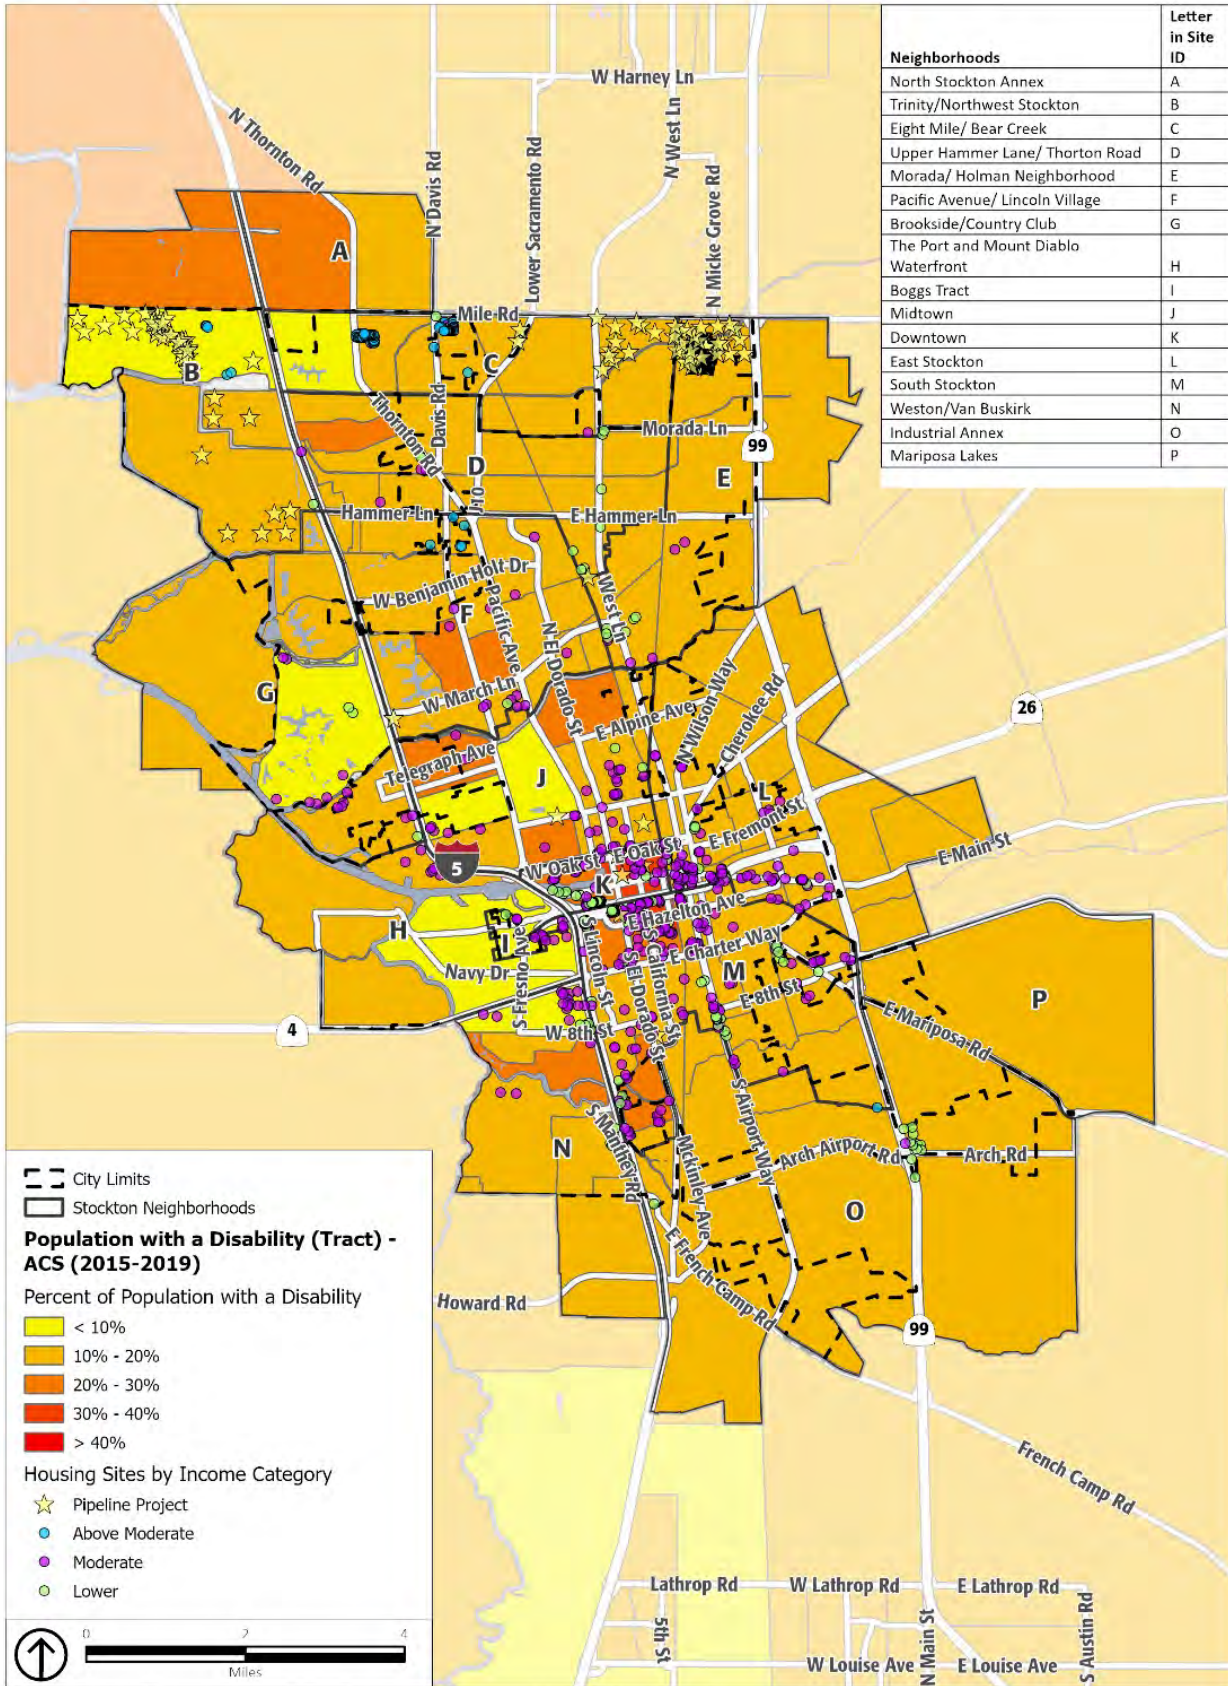 Neighborhoods
Letter
in Site
ID
North Stockton Annex A
Trinity/Northwest Stockton B
Eight Mile/ Bear Creek C
Upper Hammer Lane/ Thorton Road D
Morada/ Holman Neighborhood E
Pacific Avenue/ Lincoln Village F
Brookside/Country Club G
The Port and Mount Diablo
Waterfront H
Boggs Tract I
Midtown J
Downtown K
East Stockton L
South Stockton M
Weston/Van Buskirk N
Industrial Annex O
Mariposa Lakes P
W Harney Ln
N Thornton Rd
N Davis Rd
Lower Sacramento Rd
N West Ln
N Micke Grove Rd
A
Mile Rd
B
C
Thornton Rd
Davis Rd
Morada Ln
99
D
E
Hammer Ln
E Hammer Ln
W Benjamin Holt Dr
F
Pacific Ave
West Ln
N El Dorado St
G
W March Ln
N Wilson Way
Cherokee Rd
26
E Alpine Ave
Telegraph Ave
J
L
E Fremont St
E Main St
5
W Oak St
E Oak St
K
E Hazelton Ave
H
I
S Fresno Ave
S Lincoln St
S California St
E Charter Way
Navy Dr
S El Dorado St
M
E 8th St
P
4
W 8th St
E Mariposa Rd
S Airport Way
S Manthey Rd
N
Mckinley Ave
Arch Airport Rd
Arch Rd
O
E French Camp Rd
Howard Rd
99
French Camp Rd
Lathrop Rd
W Lathrop Rd
E Lathrop Rd
5th St
N Main St
S Austin Rd
W Louise Ave
E Louise Ave
City Limits
Stockton Neighborhoods
Population with a Disability (Tract) -
ACS (2015-2019)
Percent of Population with a Disability
< 10%
10% - 20%
20% - 30%
30% - 40%
> 40%
Housing Sites by Income Category
Pipeline Project
Above Moderate
Moderate
Lower
0 2 4
Miles